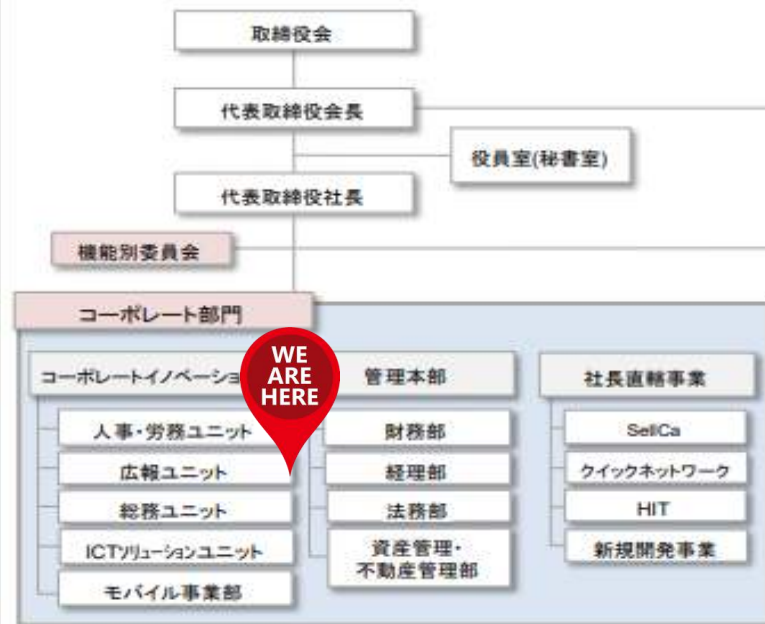 取締役会
代表取締役会長
役員室(秘書室)
代表取締役社長
機能別委員会
コーポレート部門
コーポレートイノベーショ
人事・労務ユニット
広報ユニット
総務ユニット
ICTソリューションユニット
モバイル事業部
WE
ARE
HERE
管理本部
財務部
経理部
法務部
資産管理・
不動産管理部
社長直轄事業
SellCa
クイックネットワーク
HIT
新規開発事業